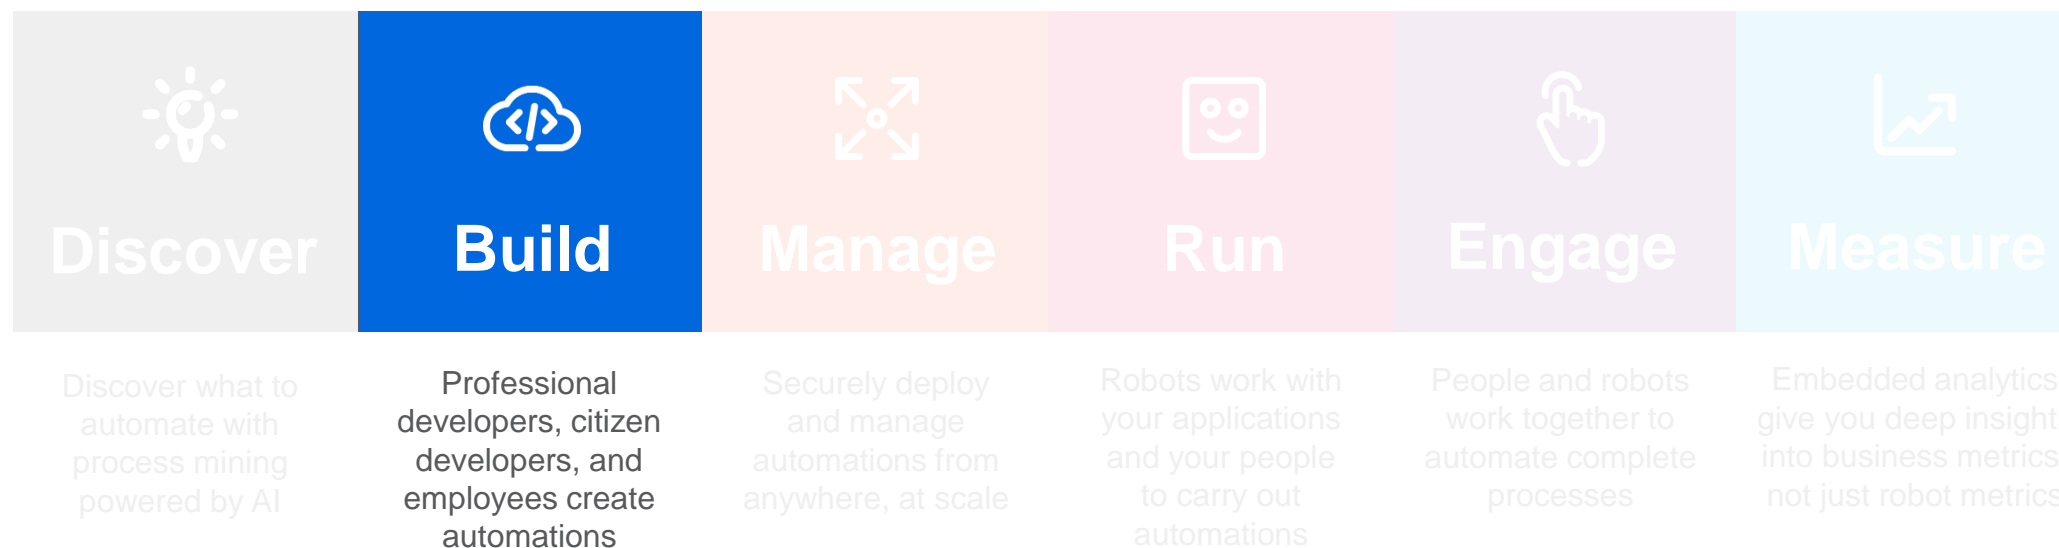 Discover
Build
Manage
Run
Engage
Measure
Discover what to
automate with
process mining
powered by AI
Professional
developers, citizen
developers, and
employees create
automations
Securely deploy
and manage
automations from
anywhere, at scale
Robots work with
your applications
and your people
to carry out
automations
People and robots
work together to
automate complete
processes
Embedded analytics
give you deep insight
into business metrics
not just robot metrics